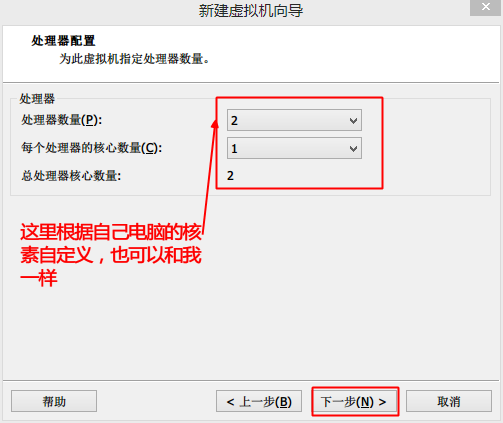 新建虚拟机向导
处理器配置
为此虚拟机指定处理器数量。
处理器
处理器数量(P):
2
每个处理器的核心数量(C):
1
总处理器核心数量:
2
这里根据自己电脑的核
素自定义，也可以和我
一样
帮助
< 上一步(B)
下一步(N) >
取消